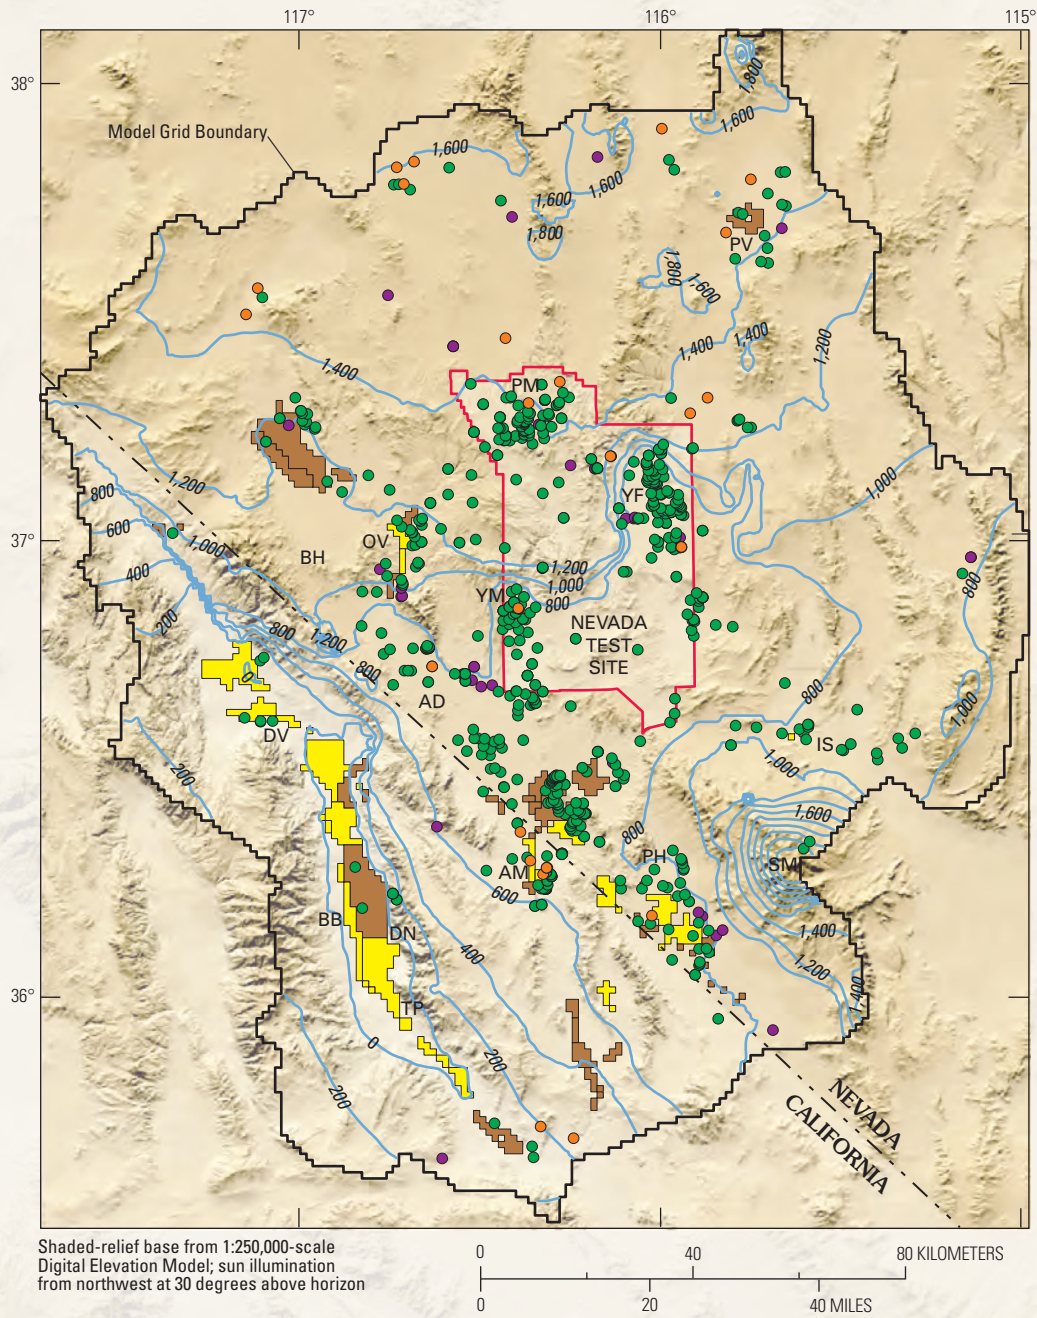 117°
116°
115°
38°
1,800
1,600
Model Grid Boundary
1,600
1,600
1,600
1,800
PV
1,800
1,600
1,400
1,400
1,200
1,400
PM
1,200
1,000
800
YF
600
1,000
37°
OV
BH
400
1,200
1,000
800
YM
800
200
NEVADA
TEST
SITE
800
1,200
800
0
AD
800
1,000
DV
IS
200
1,000
1,600
800
PH
SM
AM
600
BB
DN
1,400
400
1,200
1,400
36°
TP
0
200
200
NEVADA
CALIFORNIA
Shaded-relief base from 1:250,000-scale
Digital Elevation Model; sun illumination
from northwest at 30 degrees above horizon
0 40 80 KILOMETERS
0 20 40 MILES